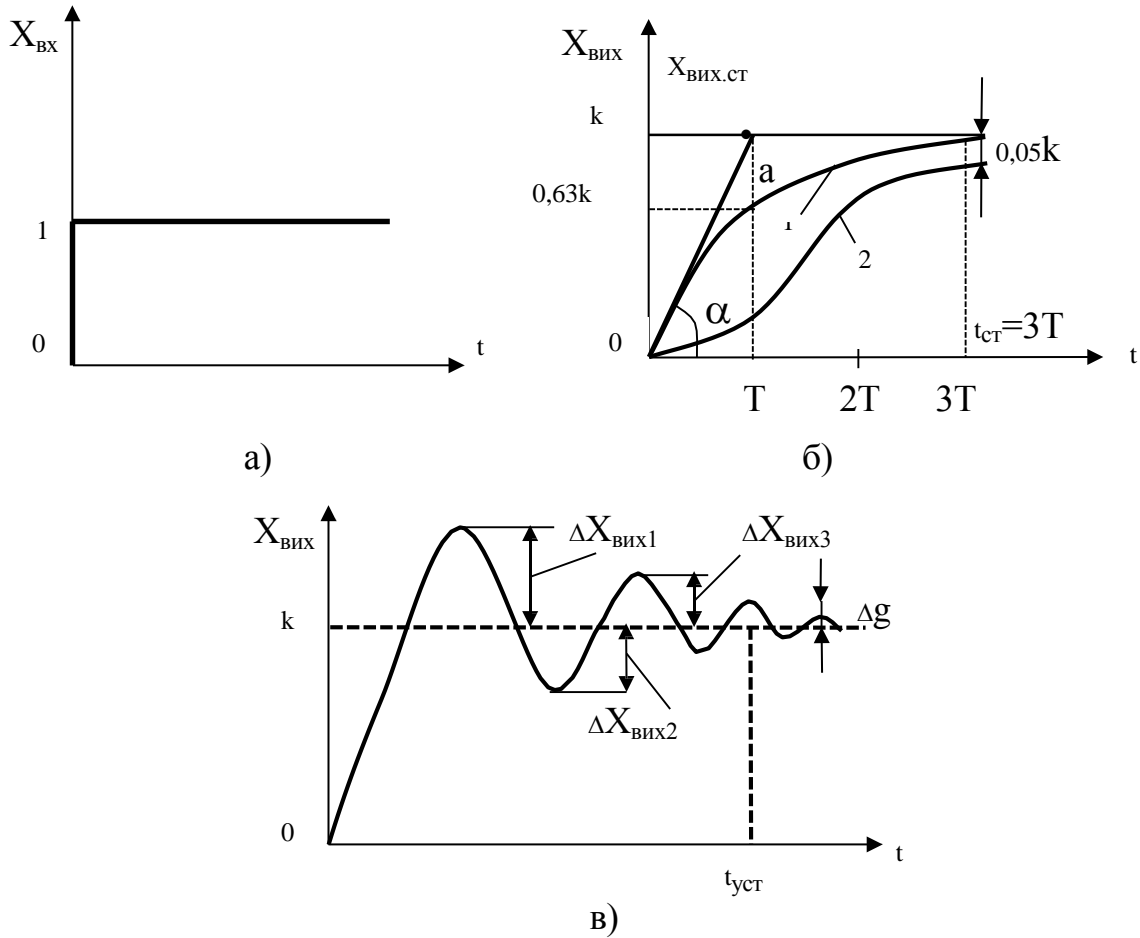 Xвх
1
0
t
а)
Xвих
Xвих.ст
k
0,05k
a
0,63k
2
α
tст=3T
0
t
T 2T 3T
б)
Xвих
ΔXвих1
ΔXвих3
k
Δg
ΔXвих2
0
t
tуст
в)